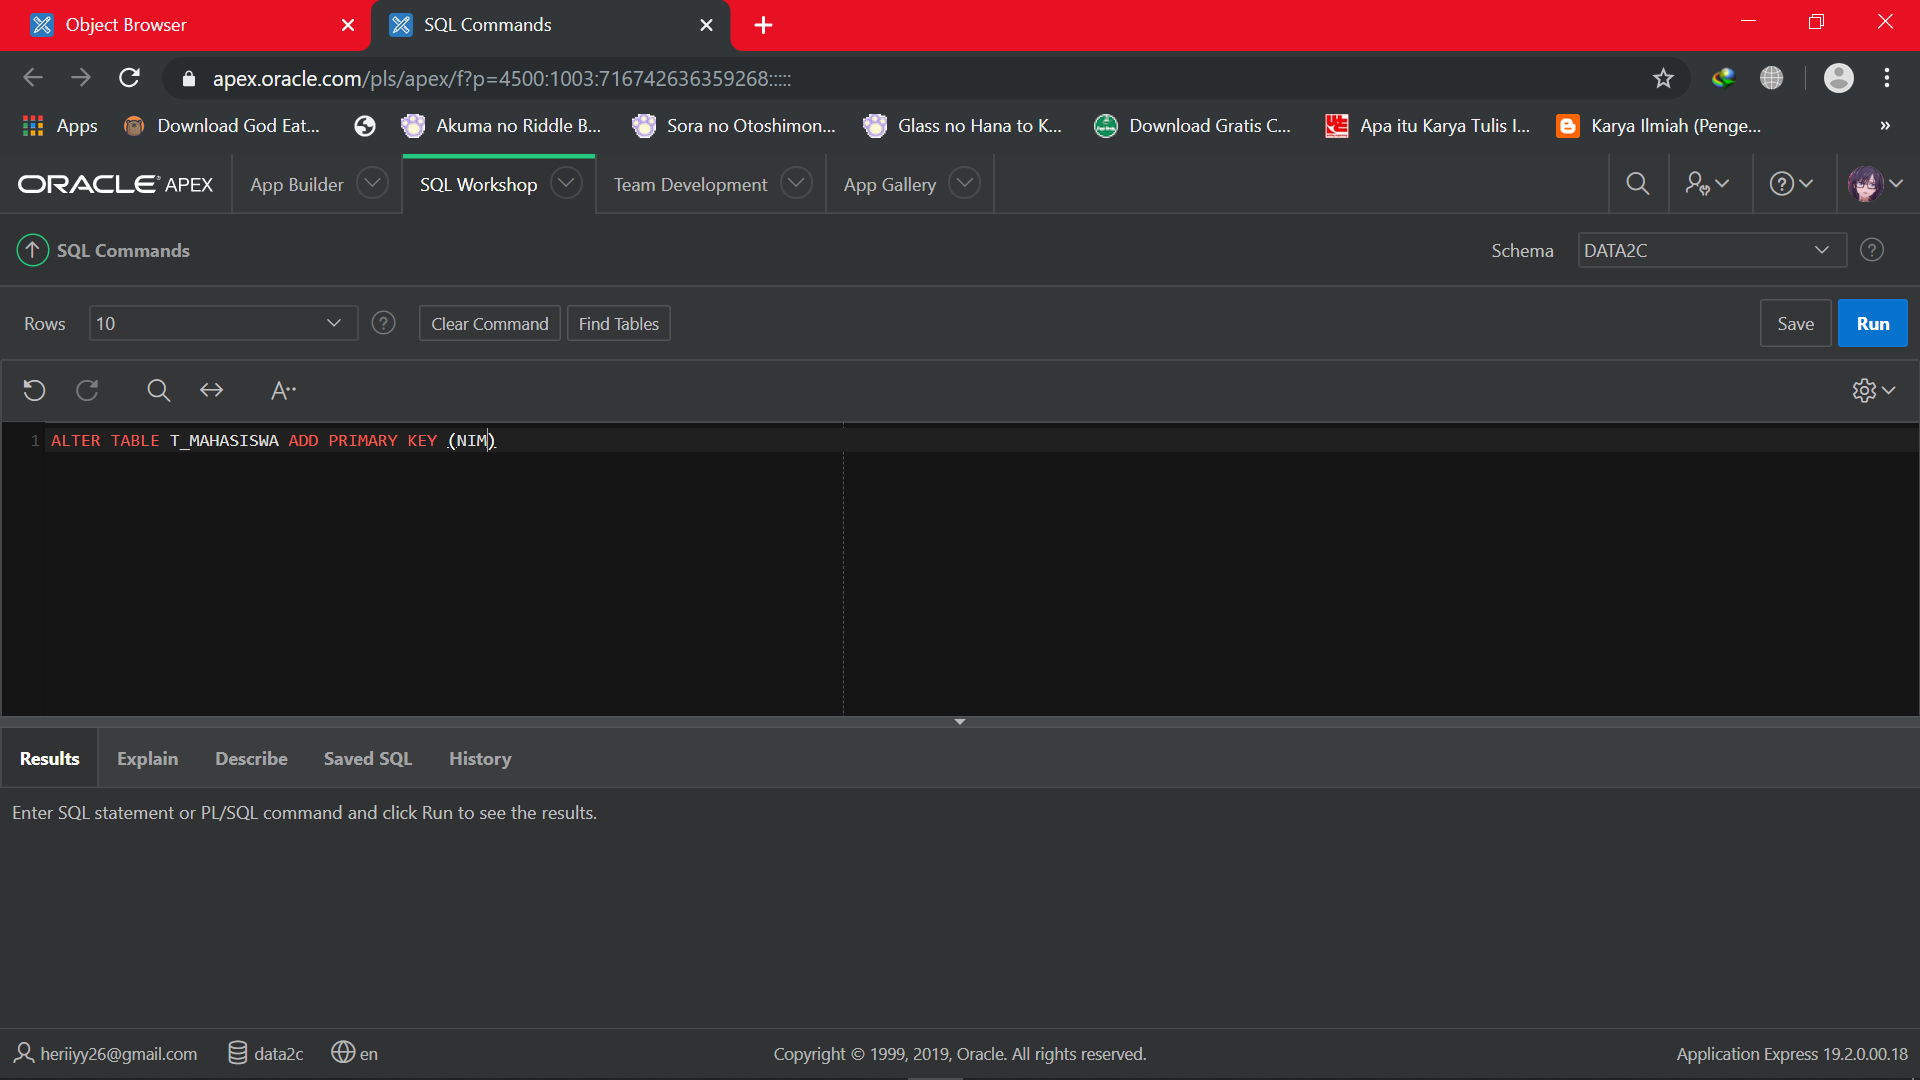 Object Browser
SQL Commands
apex.oracle.com/pls/apex/f?p=4500:1003:716742636359268:::::
Apps
Download God Eat...
Akuma no Riddle B...
Sora no Otoshimon...
Glass no Hana to K...
Download Gratis C...
Apa itu Karya Tulis I...
Karya Ilmiah (Penge...
»
ORACLE APEX
App Builder
SQL Workshop
Team Development
App Gallery
SQL Commands
Schema
DATA2C
Rows
10
Clear Command
Find Tables
Save
Run
A
1 ALTER TABLE T_MAHASISWA ADD PRIMARY KEY (NIM)
Results
Explain
Describe
Saved SQL
History
Enter SQL statement or PL/SQL command and click Run to see the results.
heriiyy26@gmail.com
data2c
en
Copyright © 1999, 2019, Oracle. All rights reserved.
Application Express 19.2.0.00.18